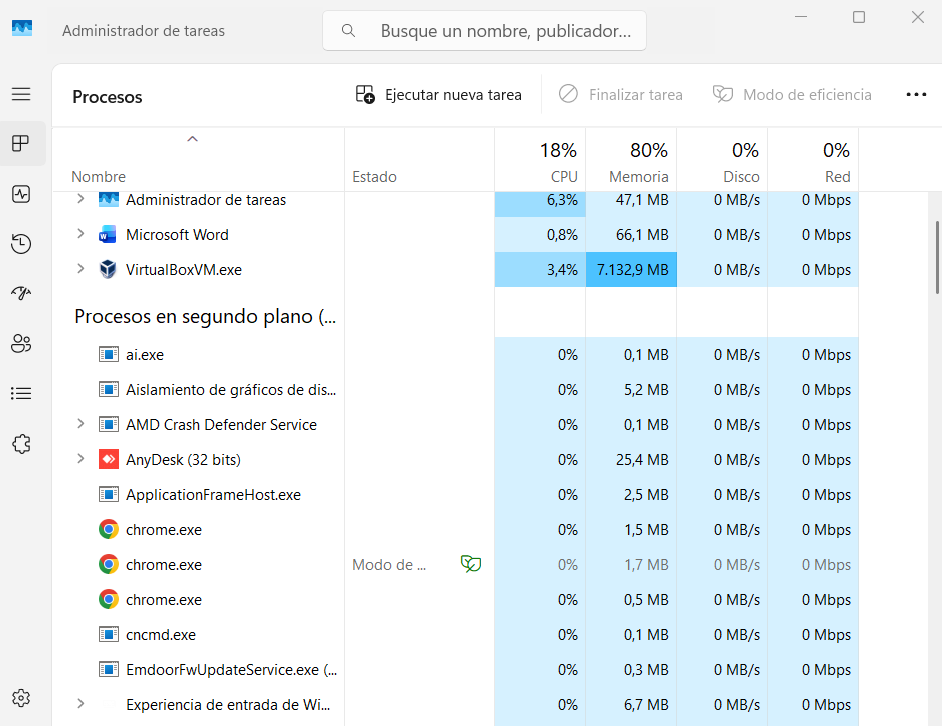 Administrador de tareas
Busque un nombre, publicador...
Procesos
Ejecutar nueva tarea
Finalizar tarea
Modo de eficiencia
18% 80% 0% 0%
Nombre Estado CPU Memoria Disco Red
Administrador de tareas 6,3% 47,1 MB 0 MB/s 0 Mbps
Microsoft Word 0,8% 66,1 MB 0 MB/s 0 Mbps
VirtualBoxVM.exe 3,4% 7.132,9 MB 0 MB/s 0 Mbps
Procesos en segundo plano (...
ai.exe 0% 0,1 MB 0 MB/s 0 Mbps
Aislamiento de gráficos de dis... 0% 5,2 MB 0 MB/s 0 Mbps
AMD Crash Defender Service 0% 0,1 MB 0 MB/s 0 Mbps
AnyDesk (32 bits) 0% 25,4 MB 0 MB/s 0 Mbps
ApplicationFrameHost.exe 0% 2,5 MB 0 MB/s 0 Mbps
chrome.exe 0% 1,5 MB 0 MB/s 0 Mbps
chrome.exe Modo de ... 0% 1,7 MB 0 MB/s 0 Mbps
chrome.exe 0% 0,5 MB 0 MB/s 0 Mbps
cncmd.exe 0% 0,1 MB 0 MB/s 0 Mbps
EmdoorFwUpdateService.exe (... 0% 0,3 MB 0 MB/s 0 Mbps
Experiencia de entrada de Wi... 0% 6,7 MB 0 MB/s 0 Mbps